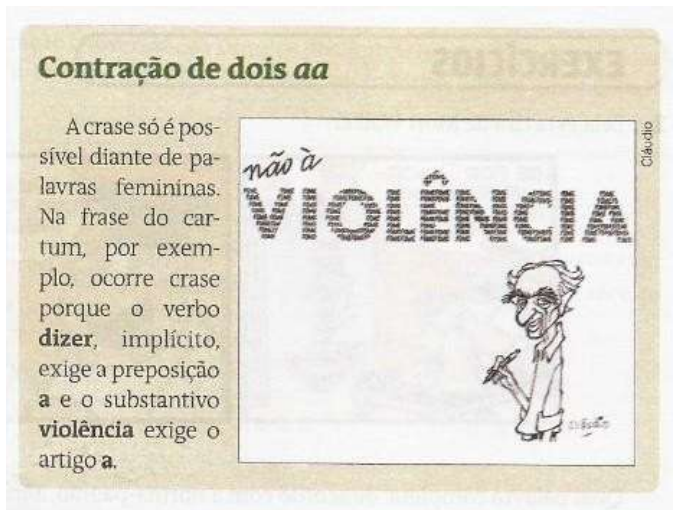 Contração de dois aa
A crase só é pos-
sível diante de pa-
lavras femininas.
Na frase do car-
tum, por exem-
plo, ocorre crase
porque o verbo
dizer, implícito,
exige a preposição
a e o substantivo
violência exige o
artigo a.
não à
VIOLÊNCIA
Cláudio
EXERCÍCIOS